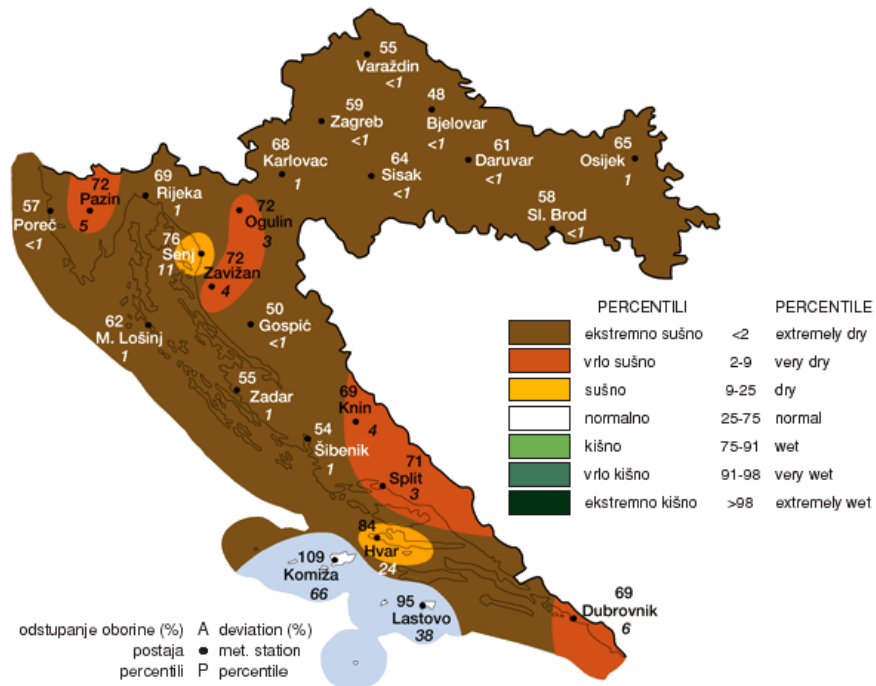 55
Varaždin
<1
48
Bjelovar
<1
59
Zagreb
<1
68
Karlovac
1
64
Sisak
<1
61
Daruvar
<1
65
Osijek
1
58
Sl. Brod
<1
57
Poreč
<1
72
Pazin
5
69
Rijeka
1
72
Ogulin
3
76
Senj
11
72
Zavižan
4
62
M. Lošinj
1
50
Gospić
<1
55
Zadar
1
54
Šibenik
1
69
Knin
4
71
Split
3
84
Hvar
24
109
Komiža
66
95
Lastovo
38
69
Dubrovnik
6
PERCENTILI PERCENTILE
ekstremno sušno <2 extremely dry
vrlo sušno 2-9 very dry
sušno 9-25 dry
normalno 25-75 normal
kišno 75-91 wet
vrlo kišno 91-98 very wet
ekstremno kišno >98 extremely wet
odstupanje oborine (%) A deviation (%)
postaja ● met. station
percentili P percentile